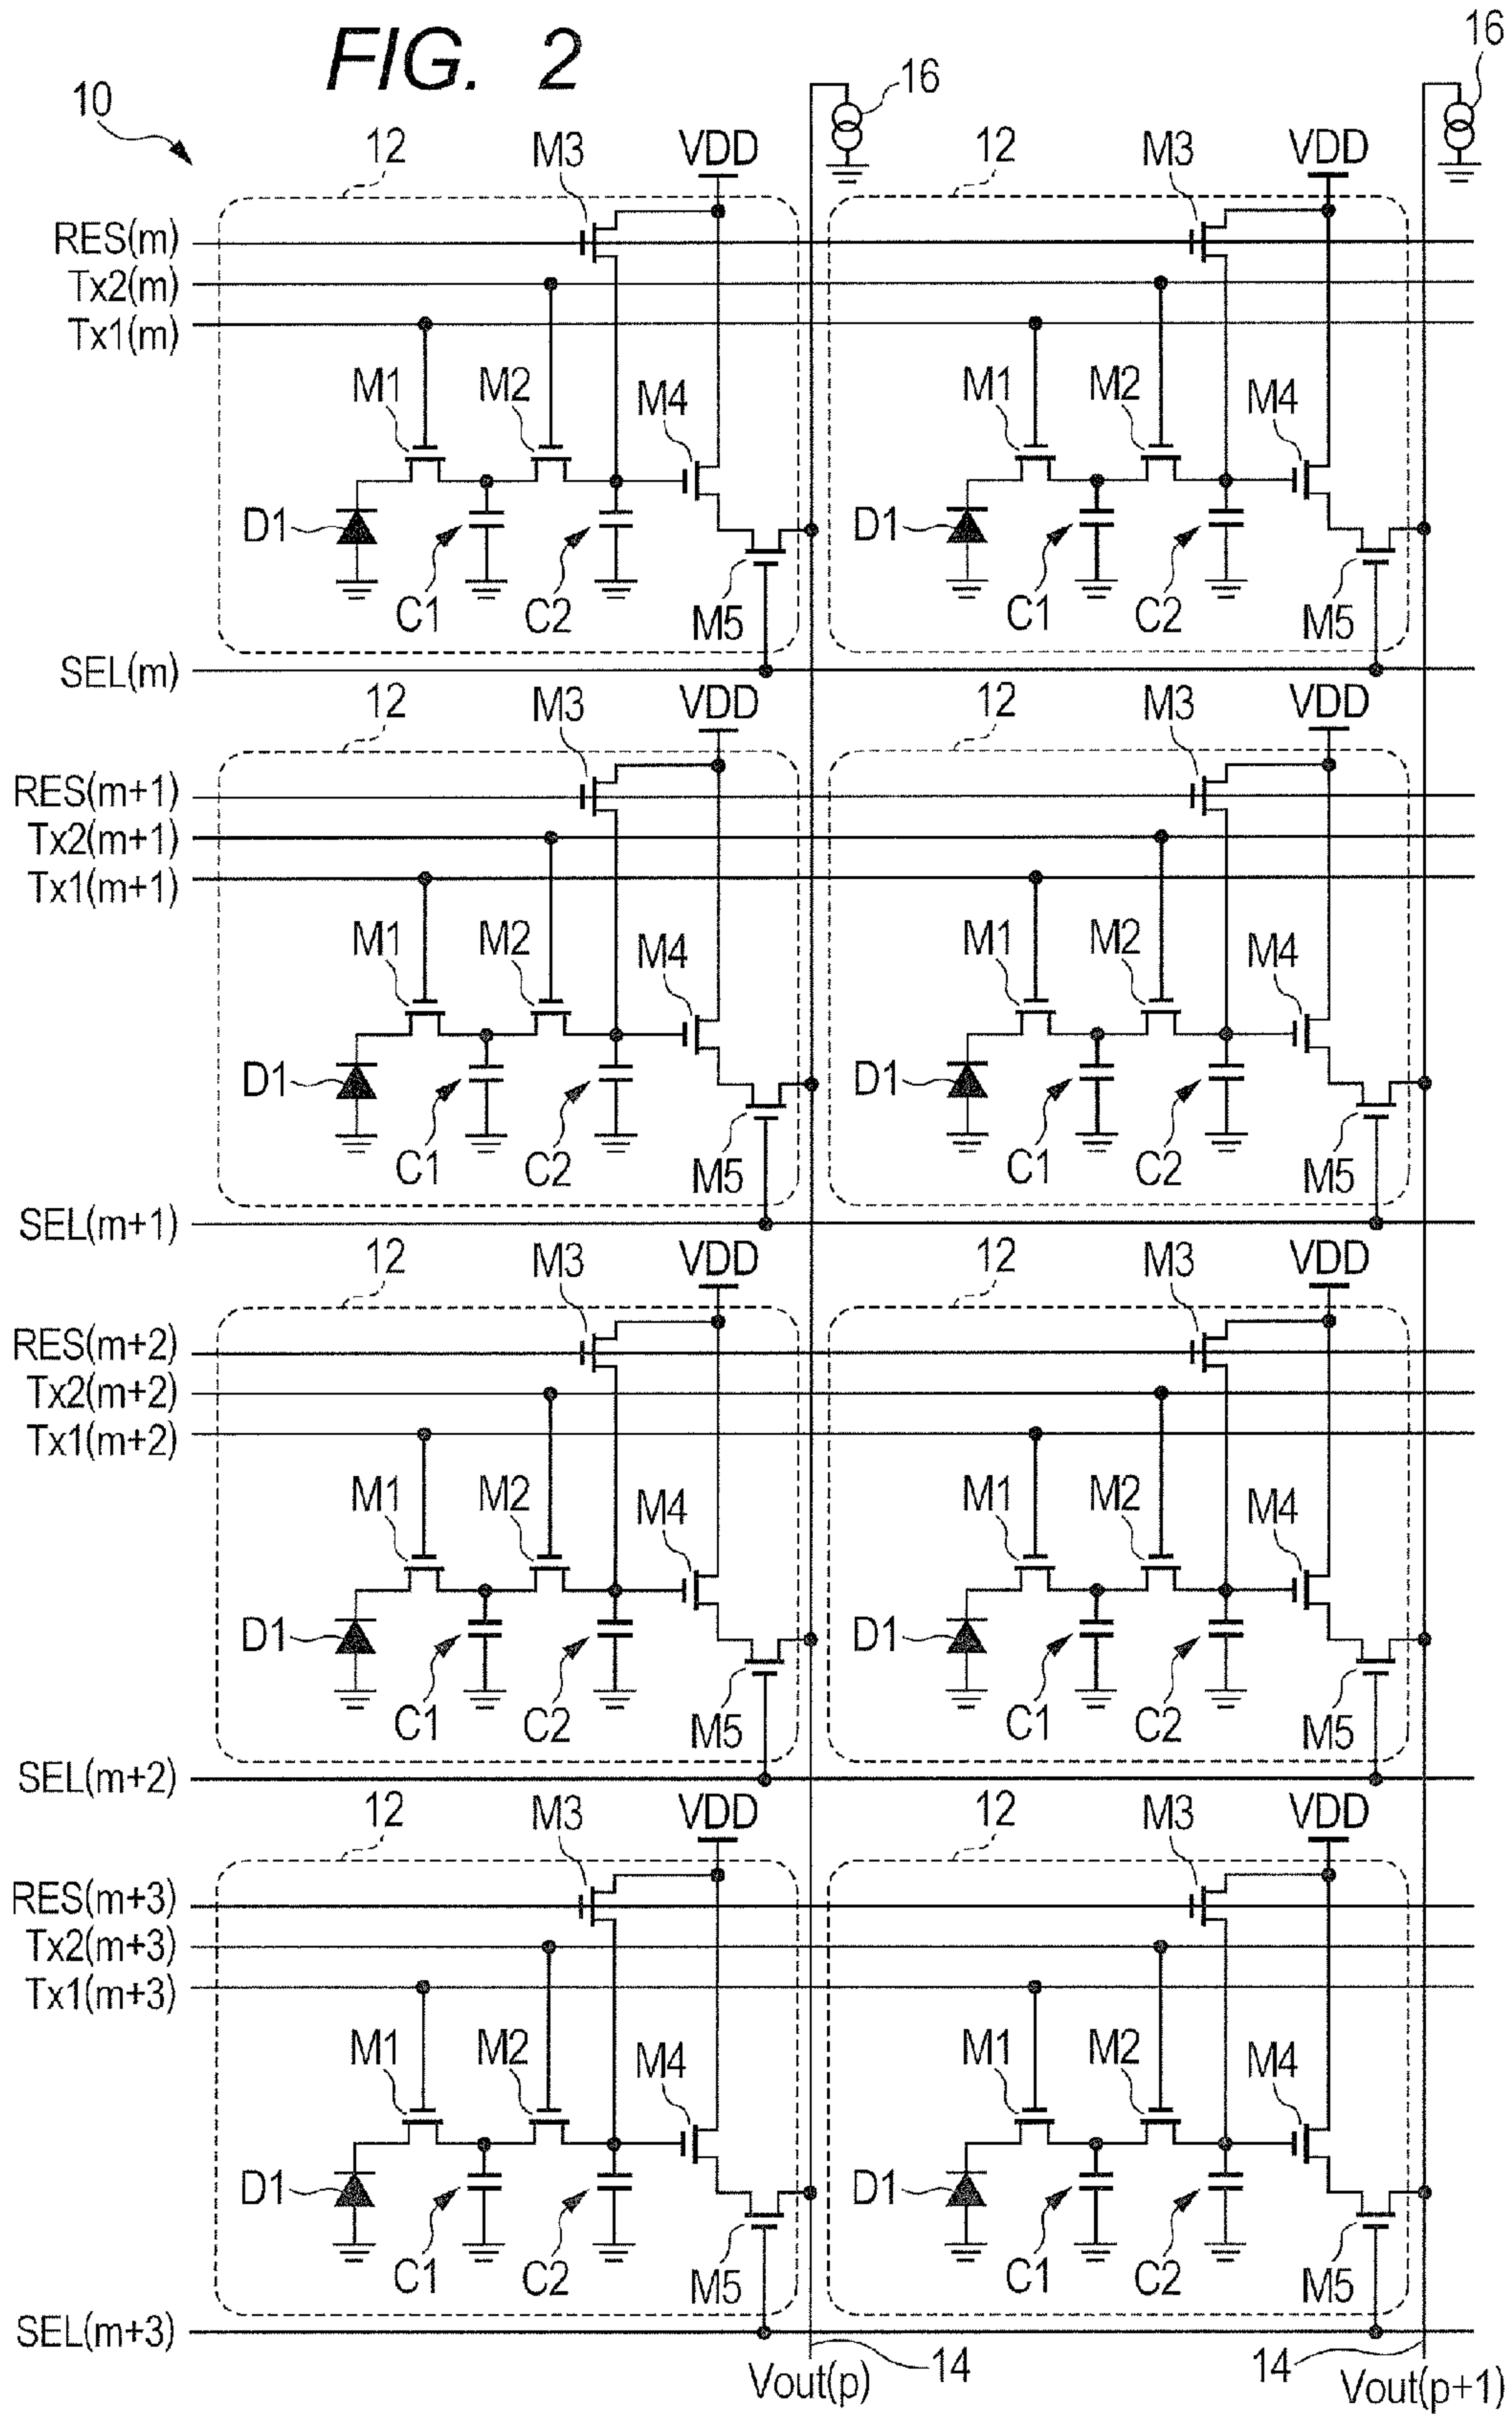 FIG. 2
10
16
16
12
M3
VDD
12
M3
VDD
RES(m)
Tx2(m)
Tx1(m)
M1
M2
M4
M1
M2
M4
D1
C1
C2
M5
D1
C1
C2
M5
SEL(m)
12
M3
VDD
12
M3
VDD
RES(m+1)
Tx2(m+1)
Tx1(m+1)
M1
M2
M4
M1
M2
M4
D1
C1
C2
M5
D1
C1
C2
M5
SEL(m+1)
12
M3
VDD
12
M3
VDD
RES(m+2)
Tx2(m+2)
Tx1(m+2)
M1
M2
M4
M1
M2
M4
D1
C1
C2
M5
D1
C1
C2
M5
SEL(m+2)
12
M3
VDD
12
M3
VDD
RES(m+3)
Tx2(m+3)
Tx1(m+3)
M1
M2
M4
M1
M2
M4
D1
C1
C2
M5
D1
C1
C2
M5
SEL(m+3)
14
14
Vout(p)
Vout(p+1)